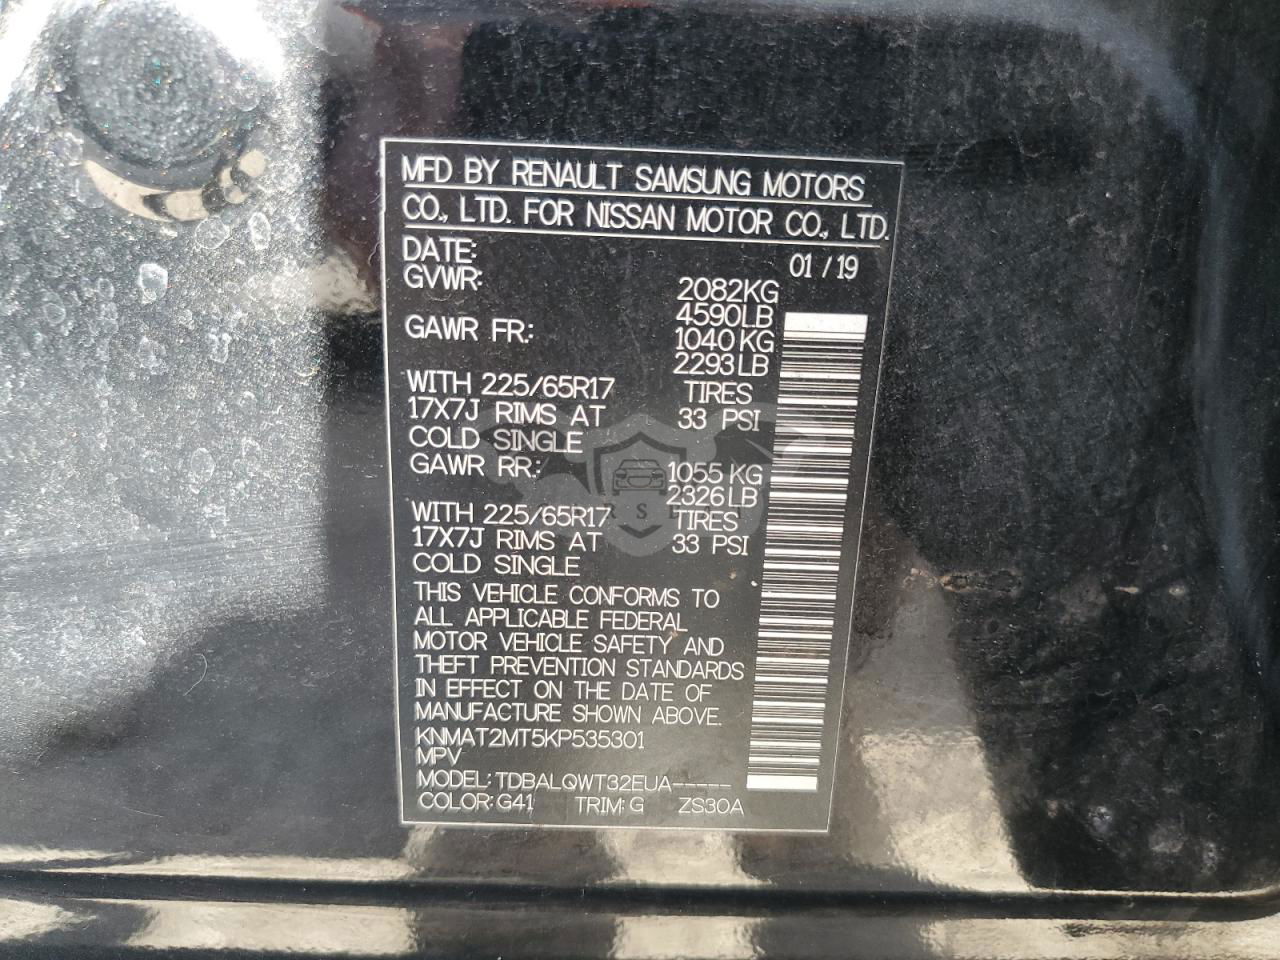 MFD BY RENAULT SAMSUNG MOTORS
CO., LTD. FOR NISSAN MOTOR CO., LTD.
DATE: 01 / 19
GVWR: 2082KG
4590LB
GAWR FR: 1040 KG
2293LB
WITH 225/65R17 TIRES
17X7J RIMS AT 33 PSI
COLD SINGLE
GAWR RR: 1055 KG
2326LB
WITH 225/65R17 TIRES
17X7J RIMS AT 33 PSI
COLD SINGLE
THIS VEHICLE CONFORMS TO
ALL APPLICABLE FEDERAL
MOTOR VEHICLE SAFETY AND
THEFT PREVENTION STANDARDS
IN EFFECT ON THE DATE OF
MANUFACTURE SHOWN ABOVE.
KNMAT2MT5KP535301
MPV
MODEL: TDBALQWT32EUA-----
COLOR: G41 TRIM: G ZS30A